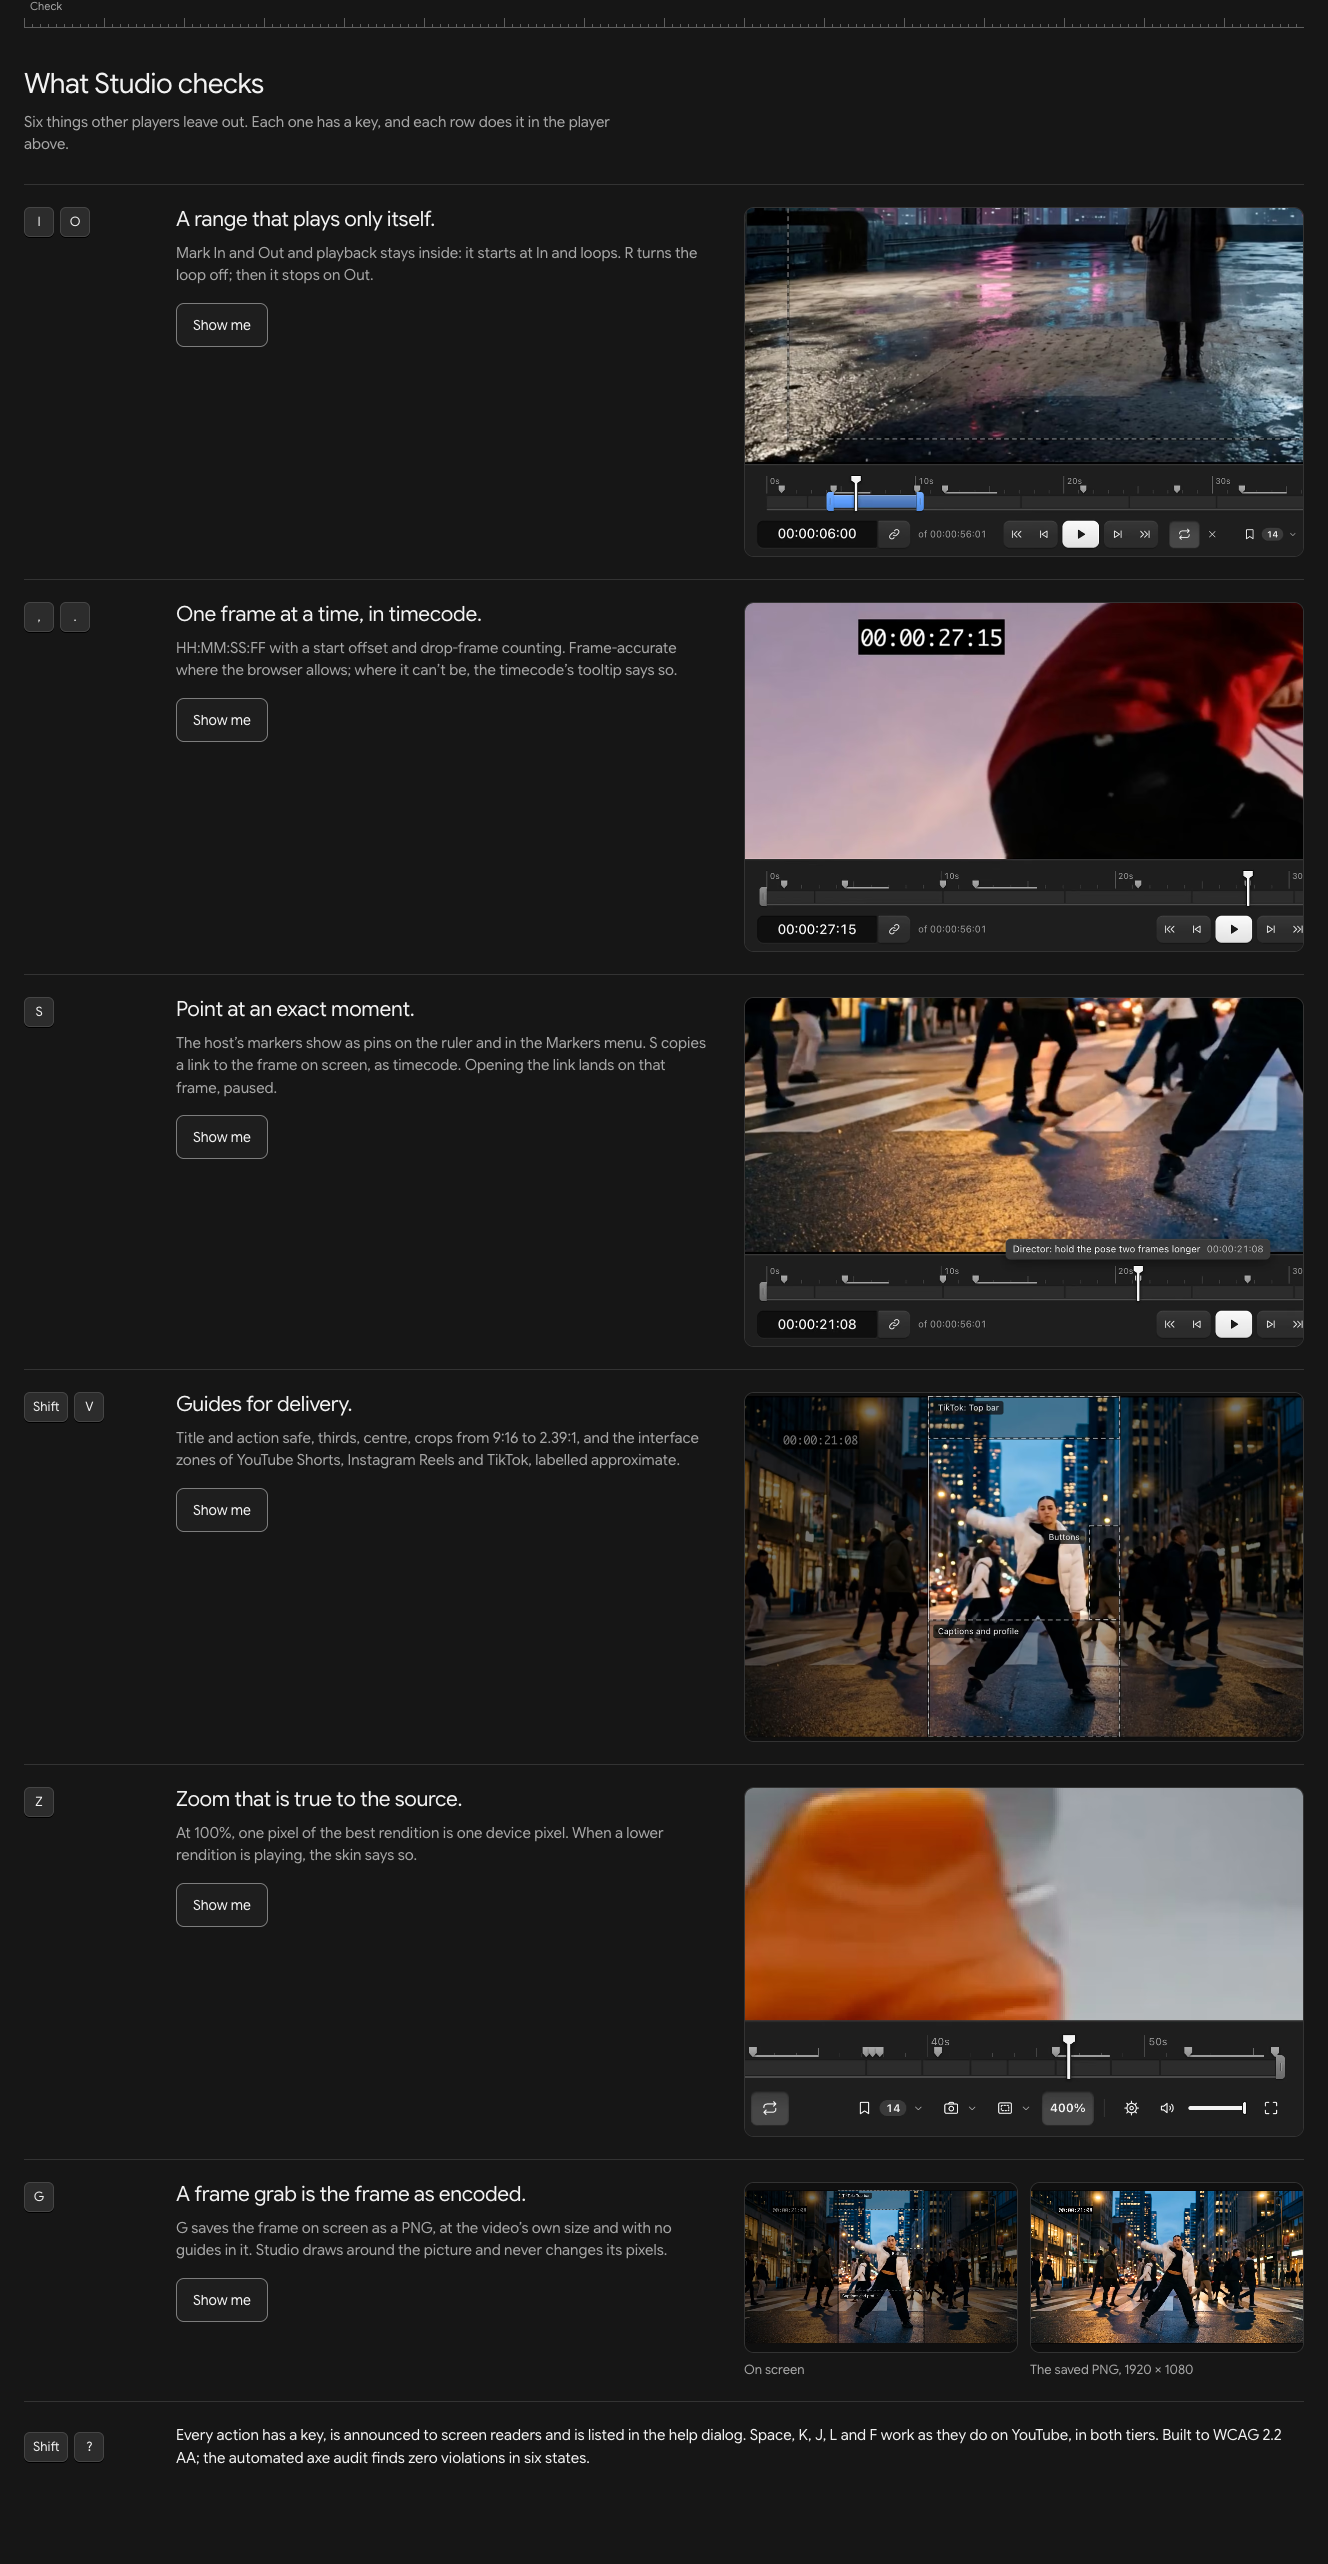 Check
What Studio checks
Six things other players leave out. Each one has a key, and each row does it in the player
above.
I O
A range that plays only itself.
Mark In and Out and playback stays inside: it starts at In and loops. R turns the
loop off; then it stops on Out.
Show me
0s 10s 20s 30s
00:00:06:00 of 00:00:56:01 14
, .
One frame at a time, in timecode.
HH:MM:SS:FF with a start offset and drop-frame counting. Frame-accurate
where the browser allows; where it can’t be, the timecode’s tooltip says so.
Show me
00:00:27:15
0s 10s 20s 30
00:00:27:15 of 00:00:56:01
S
Point at an exact moment.
The host’s markers show as pins on the ruler and in the Markers menu. S copies
a link to the frame on screen, as timecode. Opening the link lands on that
frame, paused.
Show me
Director: hold the pose two frames longer 00:00:21:08
0s 10s 20s 30
00:00:21:08 of 00:00:56:01
Shift V
Guides for delivery.
Title and action safe, thirds, centre, crops from 9:16 to 2.39:1, and the interface
zones of YouTube Shorts, Instagram Reels and TikTok, labelled approximate.
Show me
TikTok: Top bar
00:00:21:08
Buttons
Captions and profile
Z
Zoom that is true to the source.
At 100%, one pixel of the best rendition is one device pixel. When a lower
rendition is playing, the skin says so.
Show me
40s 50s
14 400%
G
A frame grab is the frame as encoded.
G saves the frame on screen as a PNG, at the video’s own size and with no
guides in it. Studio draws around the picture and never changes its pixels.
Show me
00:00:21:08
00:00:21:08
On screen
The saved PNG, 1920 × 1080
Shift ?
Every action has a key, is announced to screen readers and is listed in the help dialog. Space, K, J, L and F work as they do on YouTube, in both tiers. Built to WCAG 2.2
AA; the automated axe audit finds zero violations in six states.